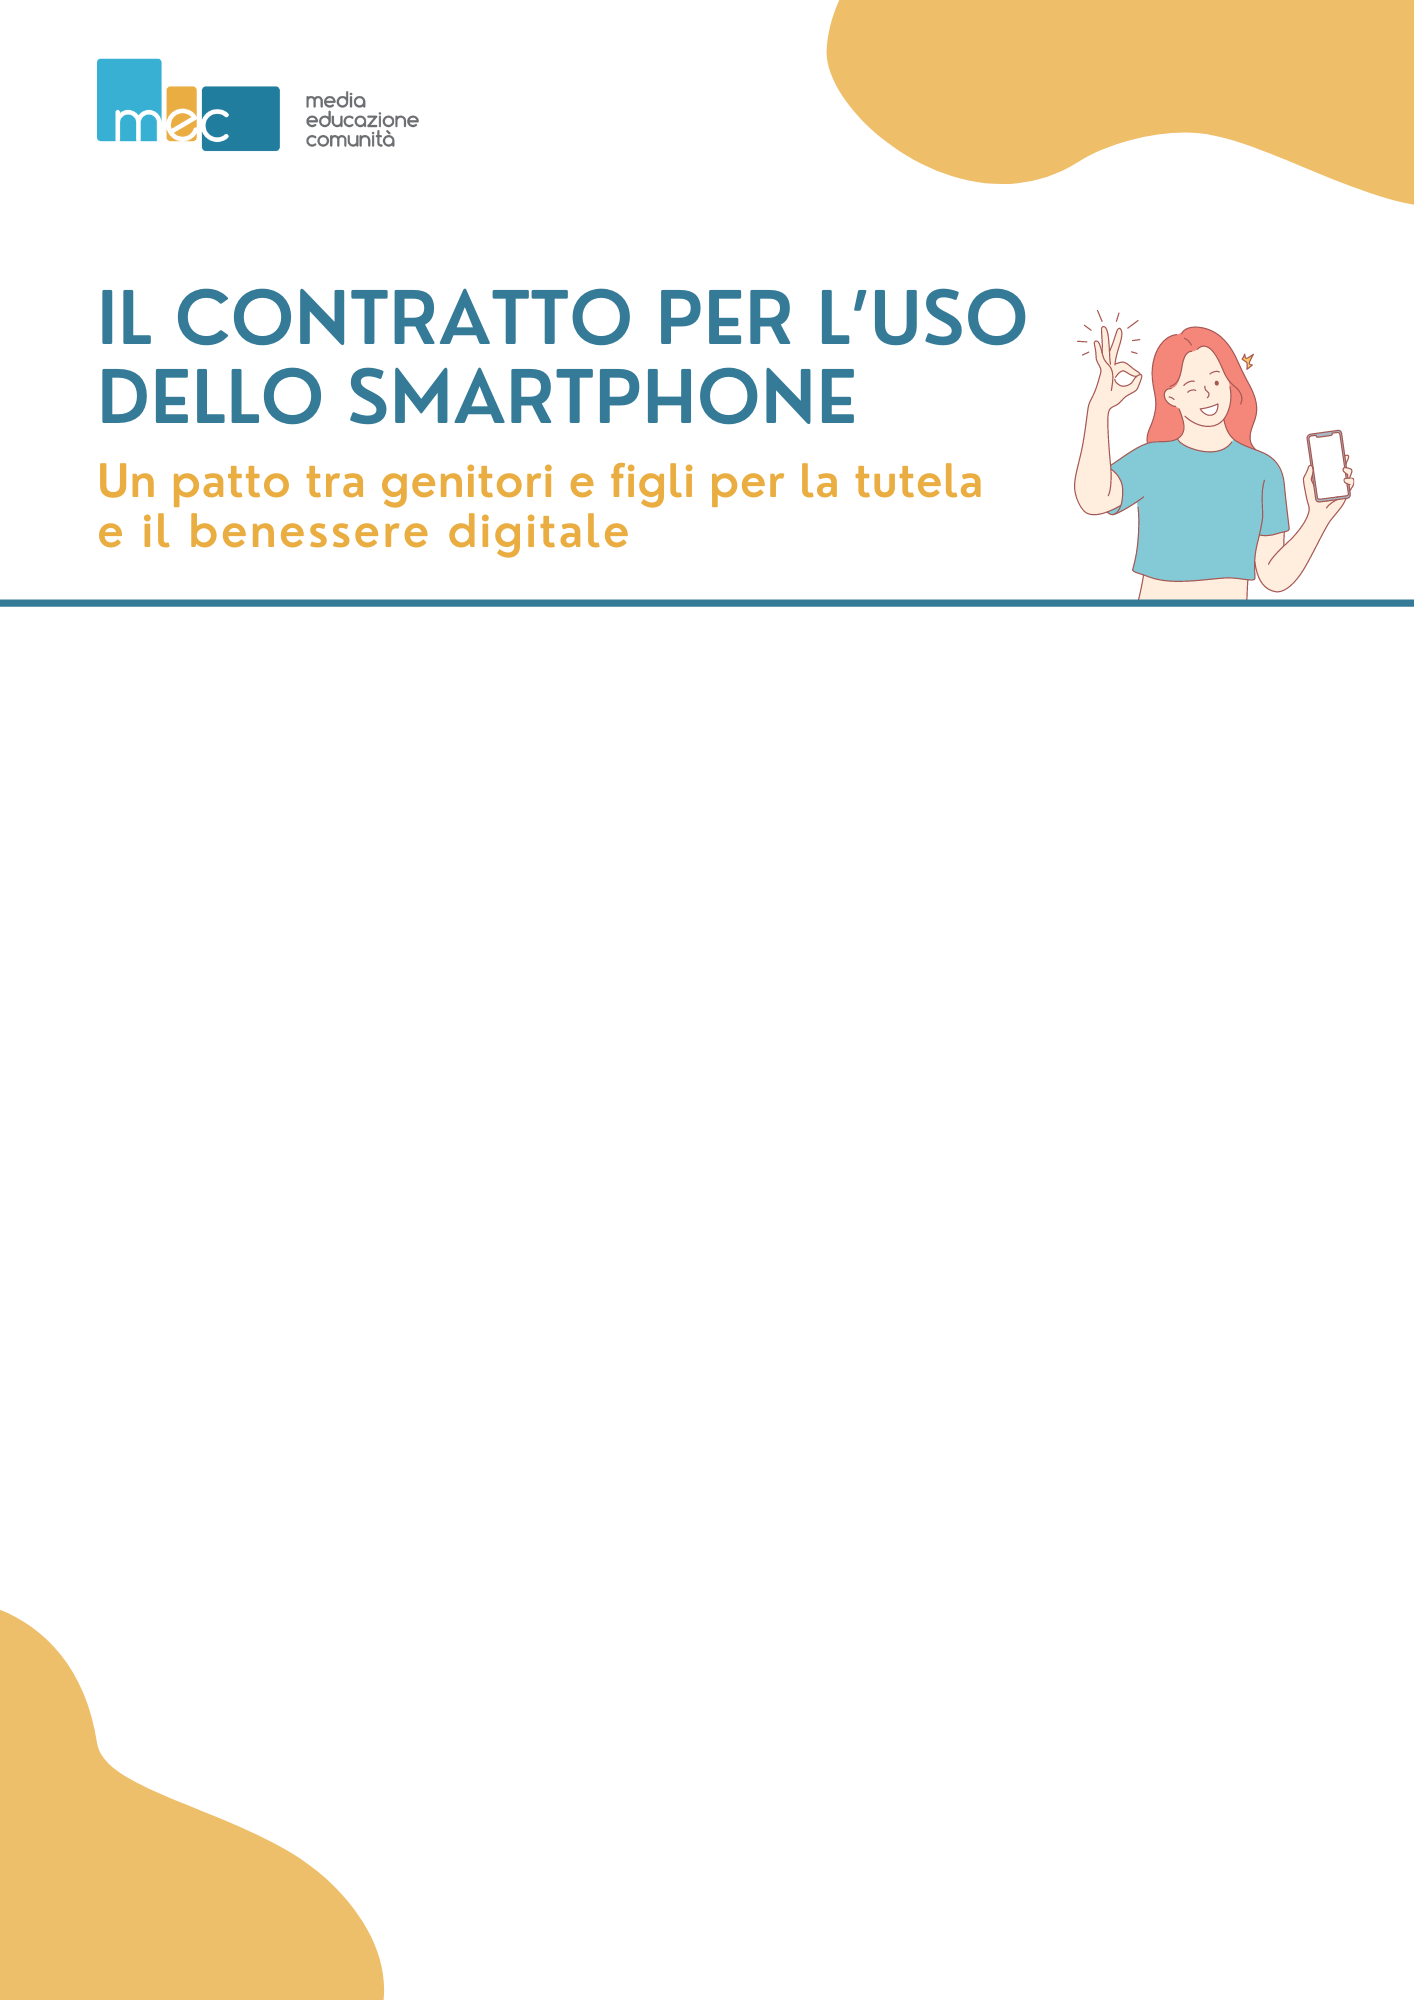 mec
media
educazione
comunità
IL CONTRATTO PER L'USO
DELLO SMARTPHONE
Un patto tra genitori e figli per la tutela
e il benessere digitale